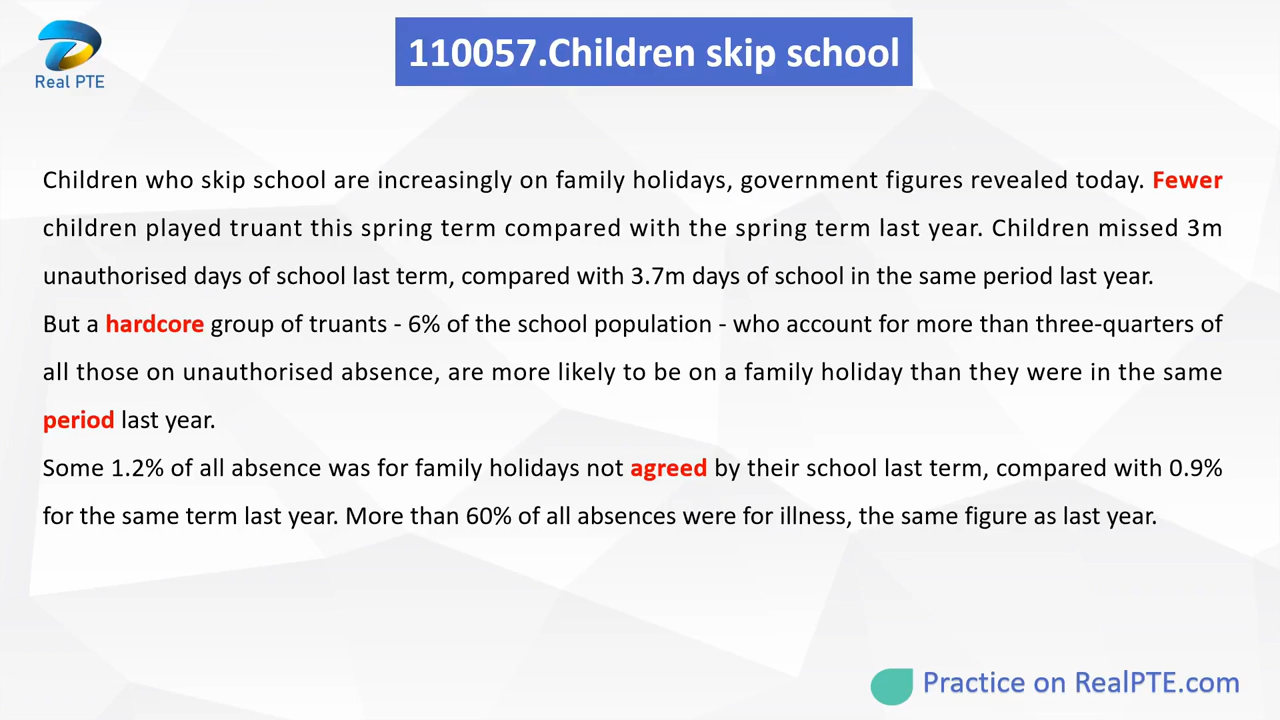 110057.Children skip school
Real PTE
Children who skip school are increasingly on family holidays, government figures revealed today. Fewer
children played truant this spring term compared with the spring term last year. Children missed 3m
unauthorised days of school last term, compared with 3.7m days of school in the same period last year.
But a hardcore group of truants - 6% of the school population - who account for more than three-quarters of
all those on unauthorised absence, are more likely to be on a family holiday than they were in the same
period last year.
Some 1.2% of all absence was for family holidays not agreed by their school last term, compared with 0.9%
for the same term last year. More than 60% of all absences were for illness, the same figure as last year.
Practice on RealPTE.com